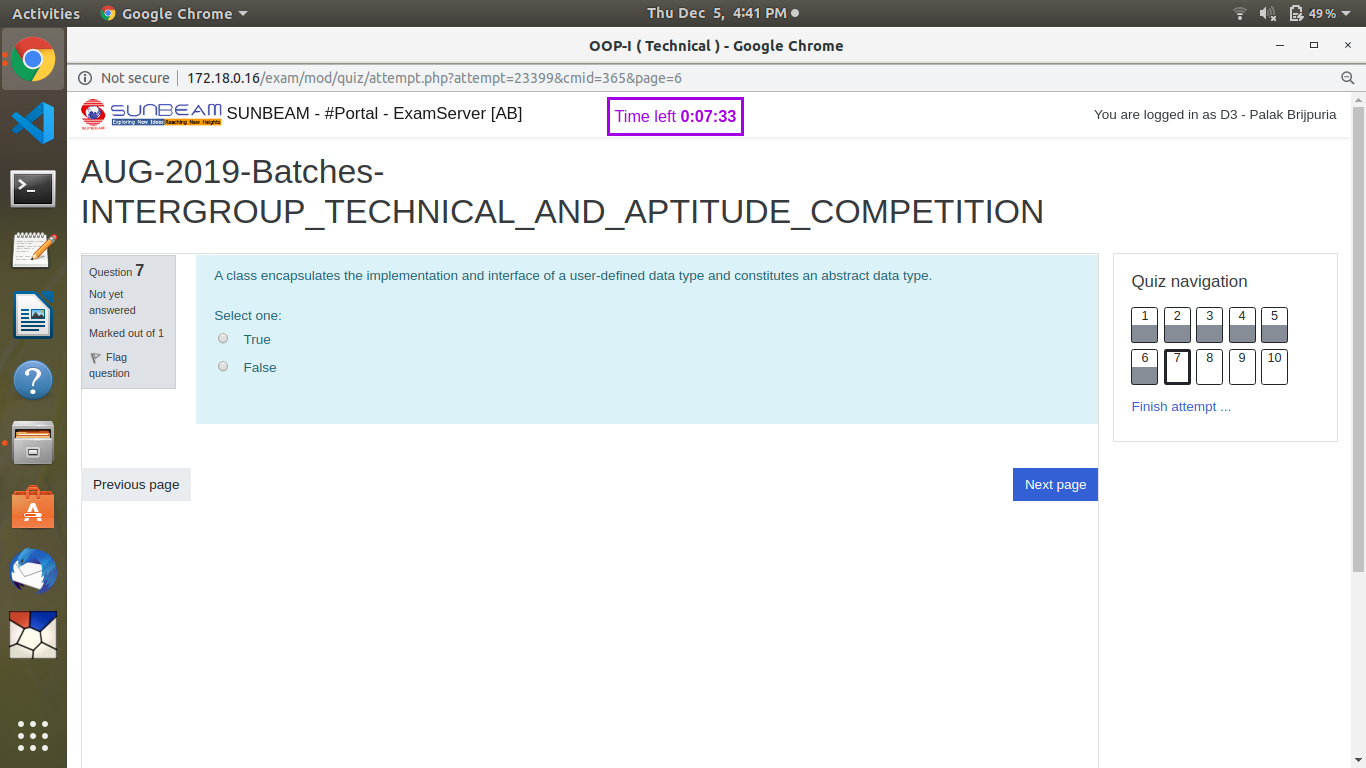 Activities Google Chrome Thu Dec 5, 4:41 PM 49%
OOP-I ( Technical ) - Google Chrome
Not secure 172.18.0.16/exam/mod/quiz/attempt.php?attempt=23399&cmid=365&page=6
SUNBEAM
Exploring New Ideas Reaching New Heights
SUNBEAM
SUNBEAM - #Portal - ExamServer [AB]
Time left 0:07:33
You are logged in as D3 - Palak Brijpuria
AUG-2019-Batches-
INTERGROUP_TECHNICAL_AND_APTITUDE_COMPETITION
Question 7
Not yet
answered
Marked out of 1
Flag
question
A class encapsulates the implementation and interface of a user-defined data type and constitutes an abstract data type.
Select one:
True
False
Previous page
Next page
Quiz navigation
1 2 3 4 5
6 7 8 9 10
Finish attempt ...